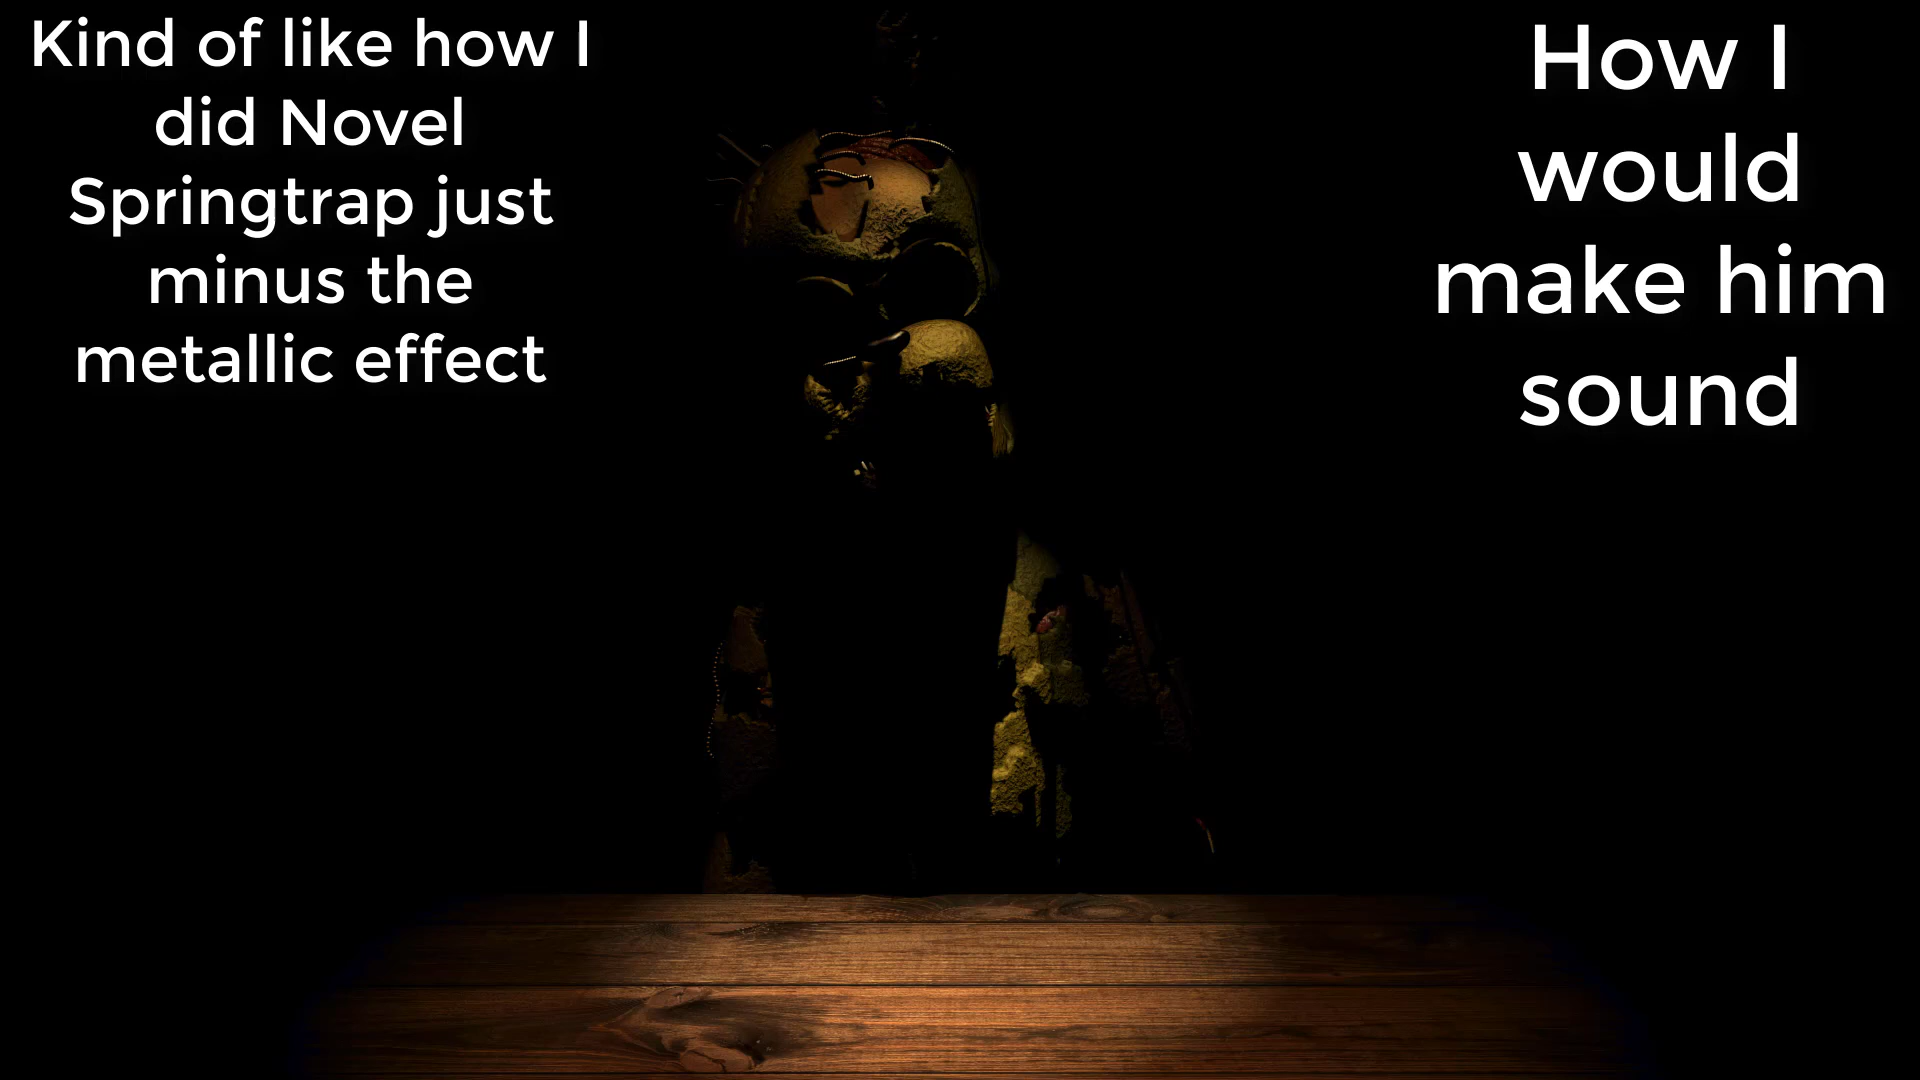 Kind of like how I
did Novel
Springtrap just
minus the
metallic effect
How I
would
make him
sound